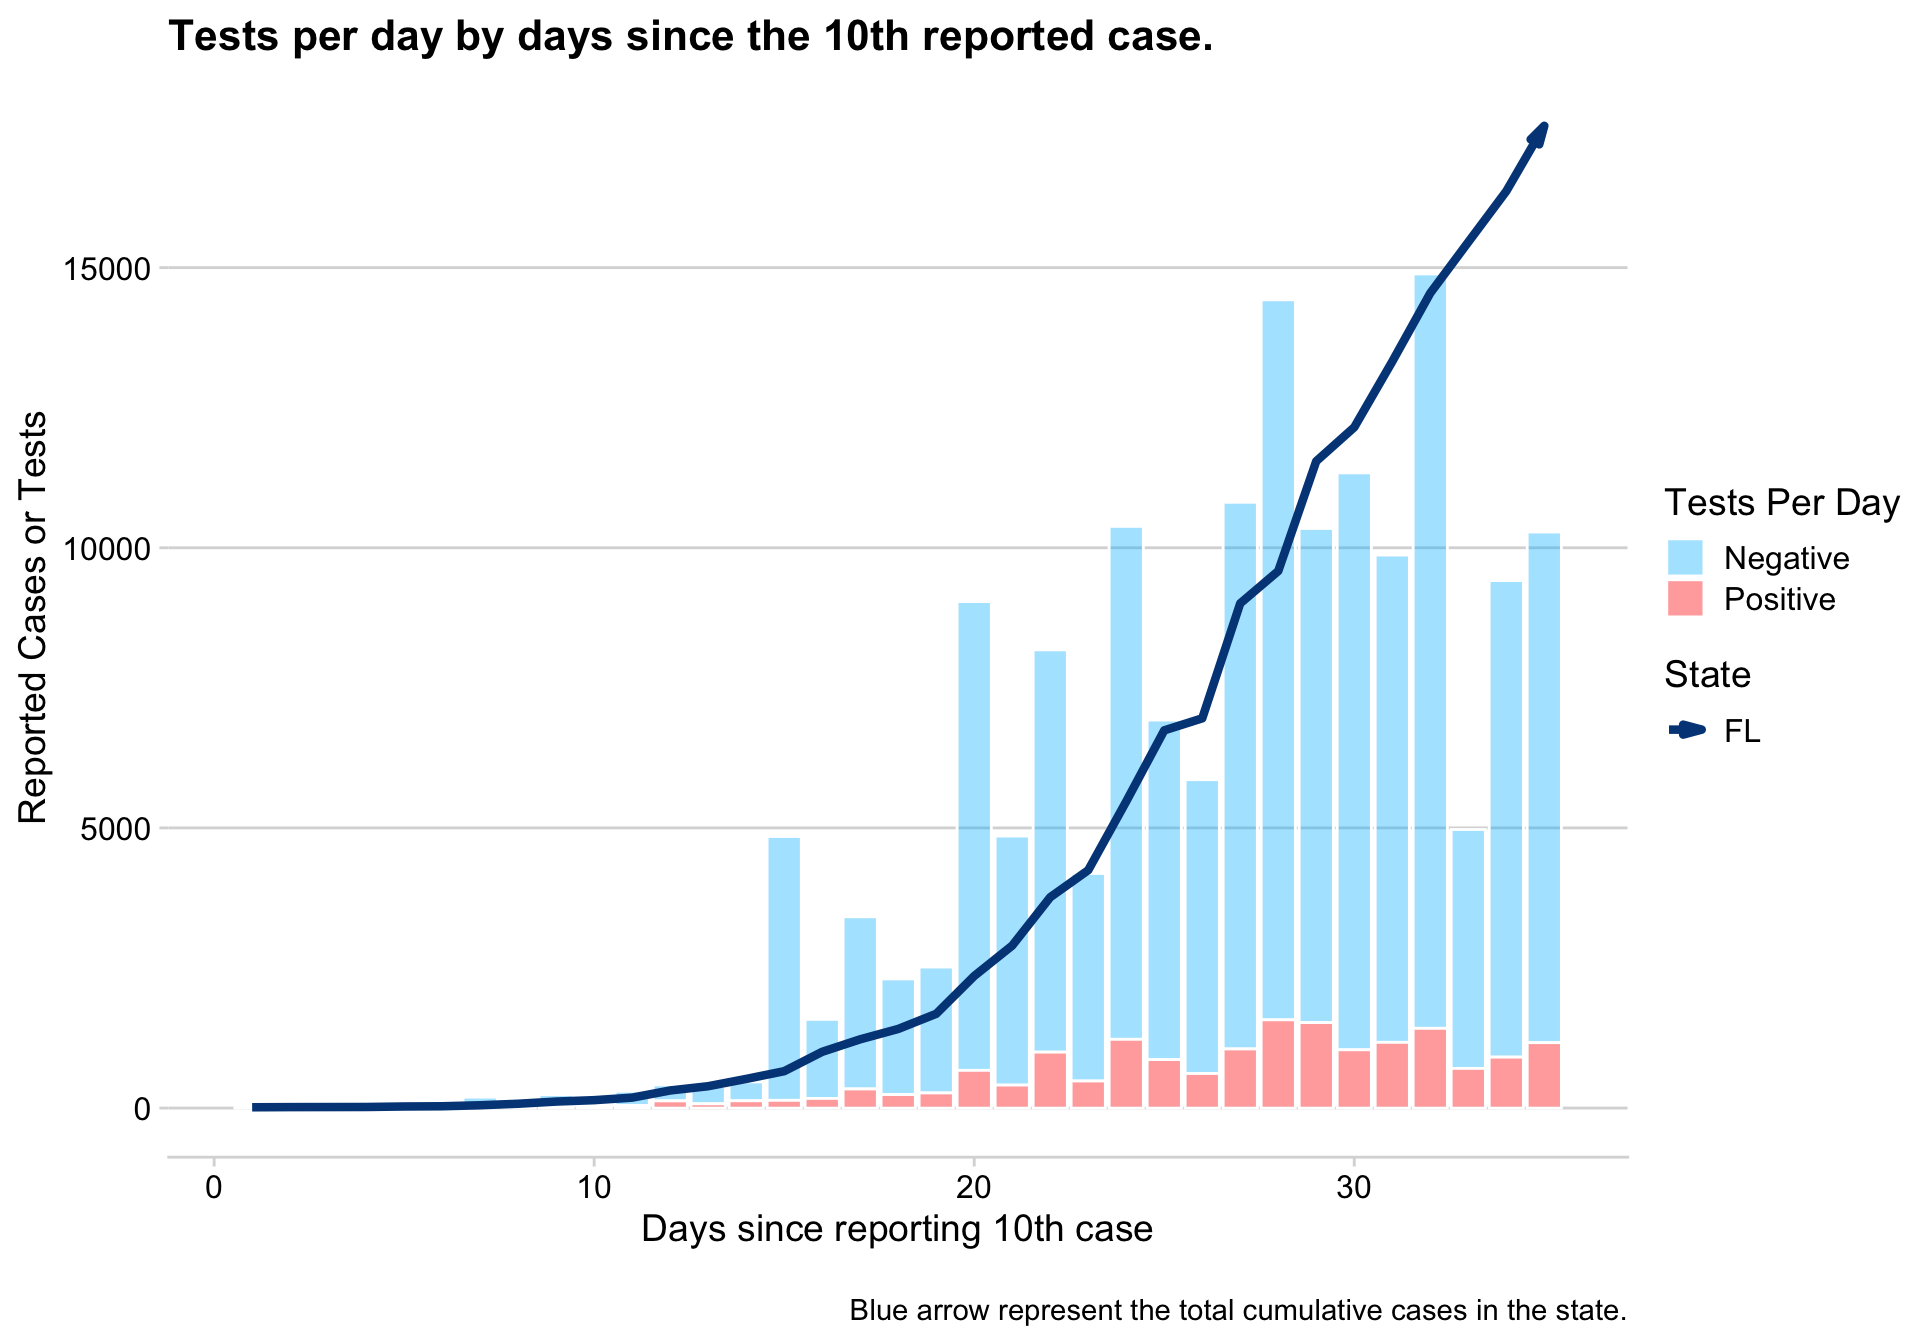 Tests per day by days since the 10th reported case.
Reported Cases or Tests
15000
10000
5000
0
0 10 20 30
Days since reporting 10th case
Tests Per Day
Negative
Positive
State
FL
Blue arrow represent the total cumulative cases in the state.